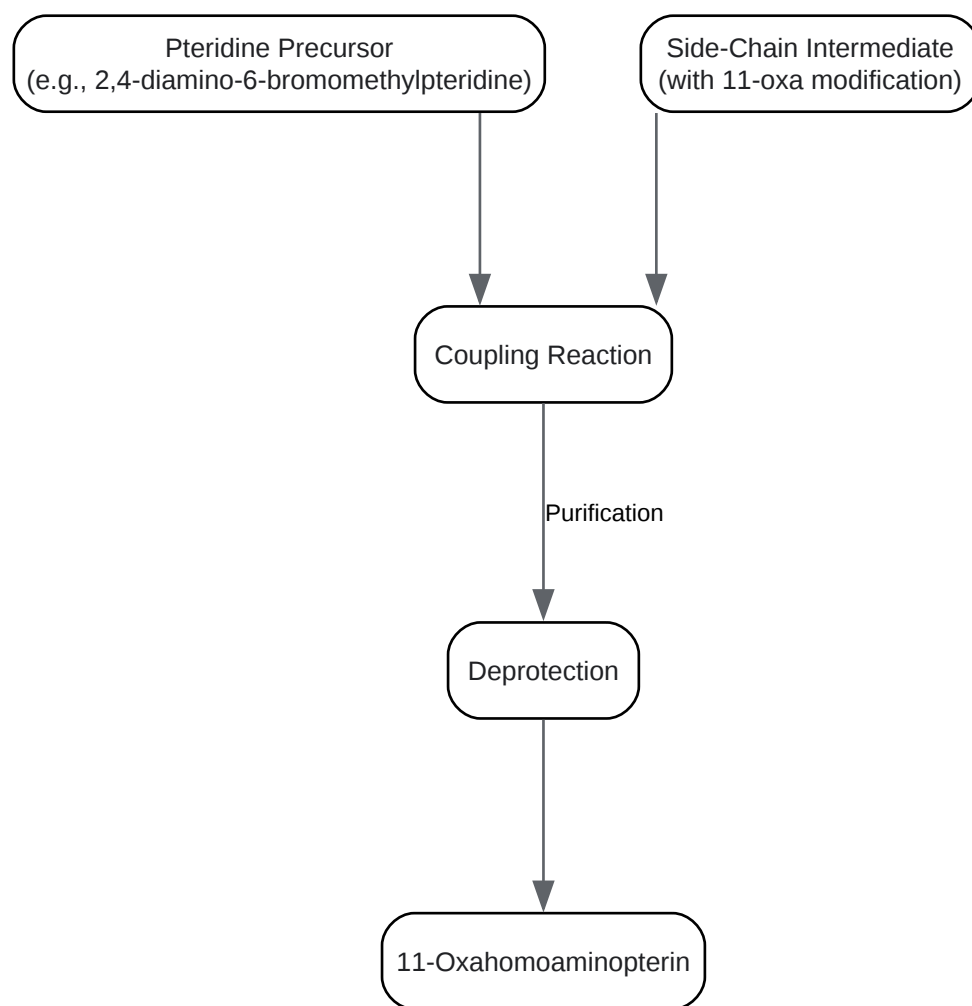 Pteridine Precursor
(e.g., 2,4-diamino-6-bromomethylpteridine)
Side-Chain Intermediate
(with 11-oxa modification)
Coupling Reaction
Purification
Deprotection
11-Oxahomoaminopterin